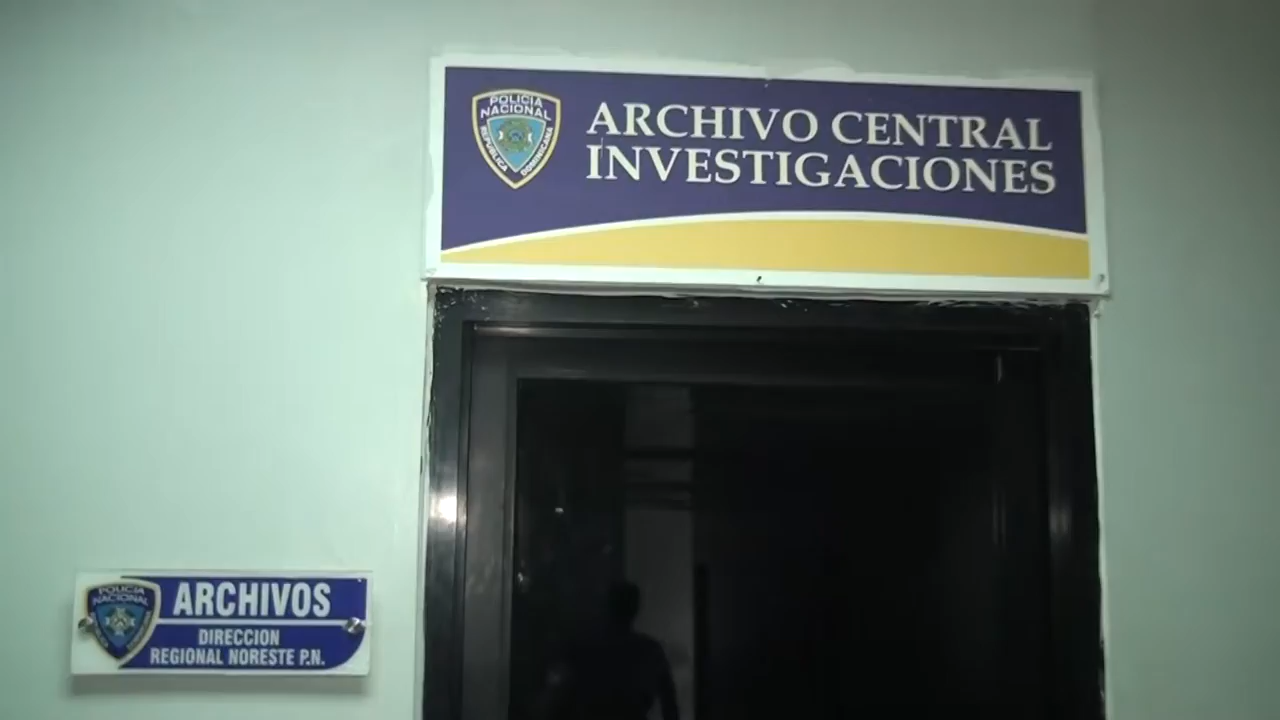 POLICIA
NACIONAL
REPUBLICA
DOMINICANA
ARCHIVO CENTRAL
INVESTIGACIONES
POLICIA
NACIONAL
ARCHIVOS
DIRECCION
REGIONAL NORESTE P.N.